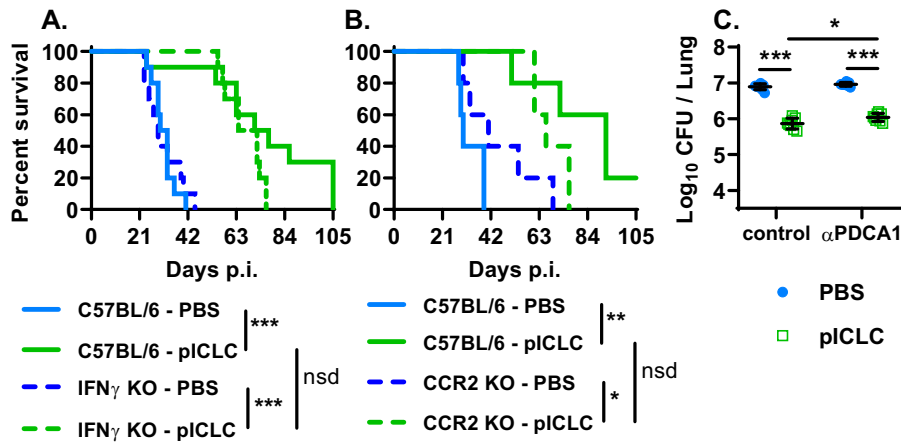 A.
B.
C.
Percent survival
100
80
60
40
20
0
0 21 42 63 84 105
Days p.i.
100
80
60
40
20
0
0 21 42 63 84 105
Days p.i.
Log10 CFU / Lung
8
7
6
5
4
*
*** ***
control αPDCA1
C57BL/6 - PBS
C57BL/6 - pICLC
IFNγ KO - PBS
IFNγ KO - pICLC
***
***
nsd
C57BL/6 - PBS
C57BL/6 - pICLC
CCR2 KO - PBS
CCR2 KO - pICLC
**
*
nsd
PBS
pICLC